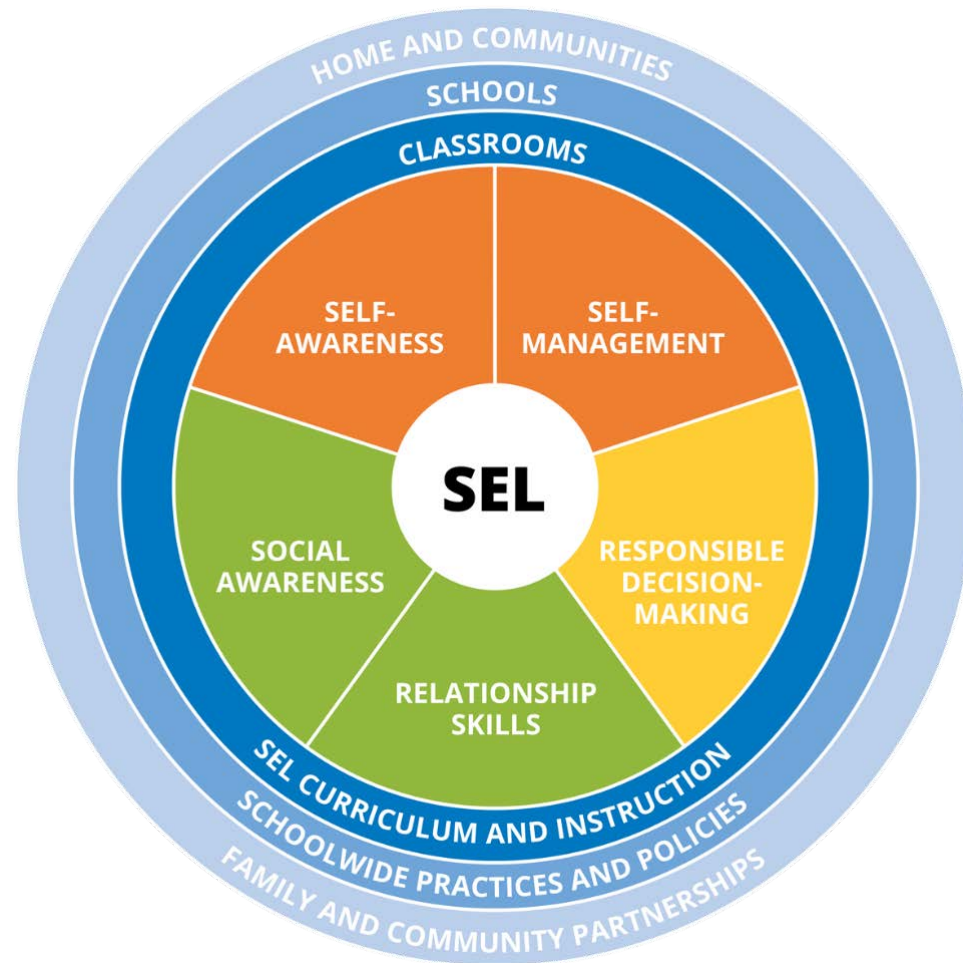 HOME AND COMMUNITIES
SCHOOLS
CLASSROOMS
SELF-
AWARENESS
SELF-
MANAGEMENT
SEL
SOCIAL
AWARENESS
RESPONSIBLE
DECISION-
MAKING
RELATIONSHIP
SKILLS
SEL CURRICULUM AND INSTRUCTION
SCHOOLWIDE PRACTICES AND POLICIES
FAMILY AND COMMUNITY PARTNERSHIPS